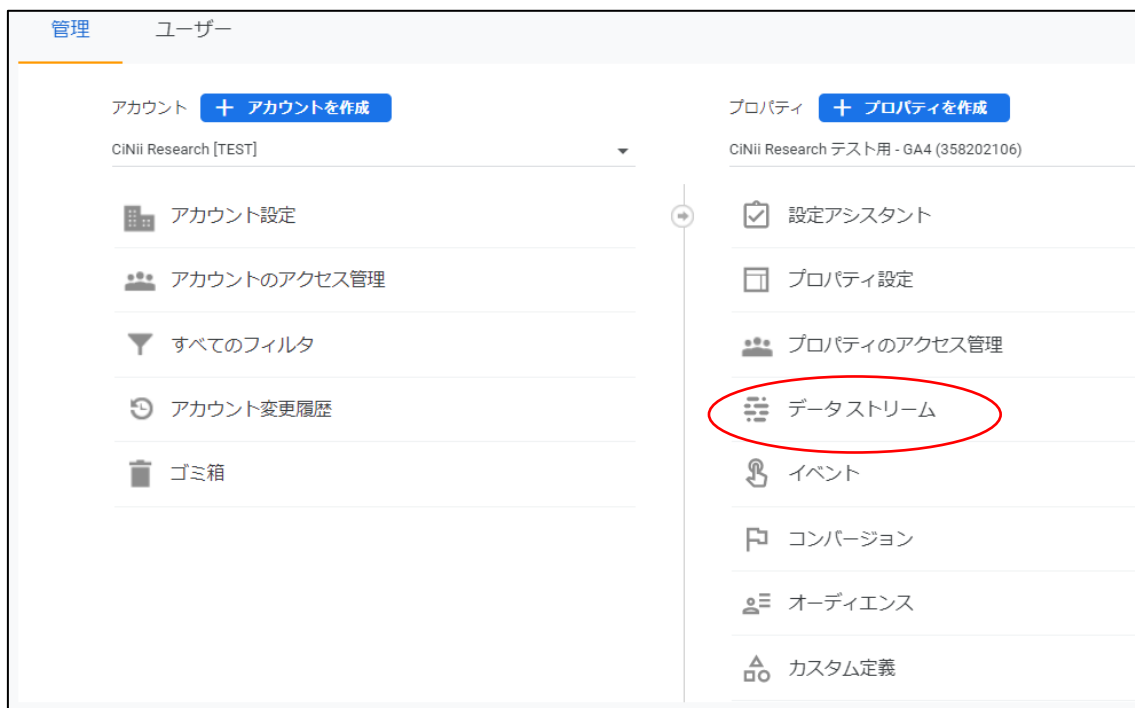 管理 ユーザー
アカウント + アカウントを作成
CiNii Research [TEST]
アカウント設定
アカウントのアクセス管理
すべてのフィルタ
アカウント変更履歴
ゴミ箱
プロパティ + プロパティを作成
CiNii Research テスト用 - GA4 (358202106)
設定アシスタント
プロパティ設定
プロパティのアクセス管理
データ ストリーム
イベント
コンバージョン
オーディエンス
カスタム定義